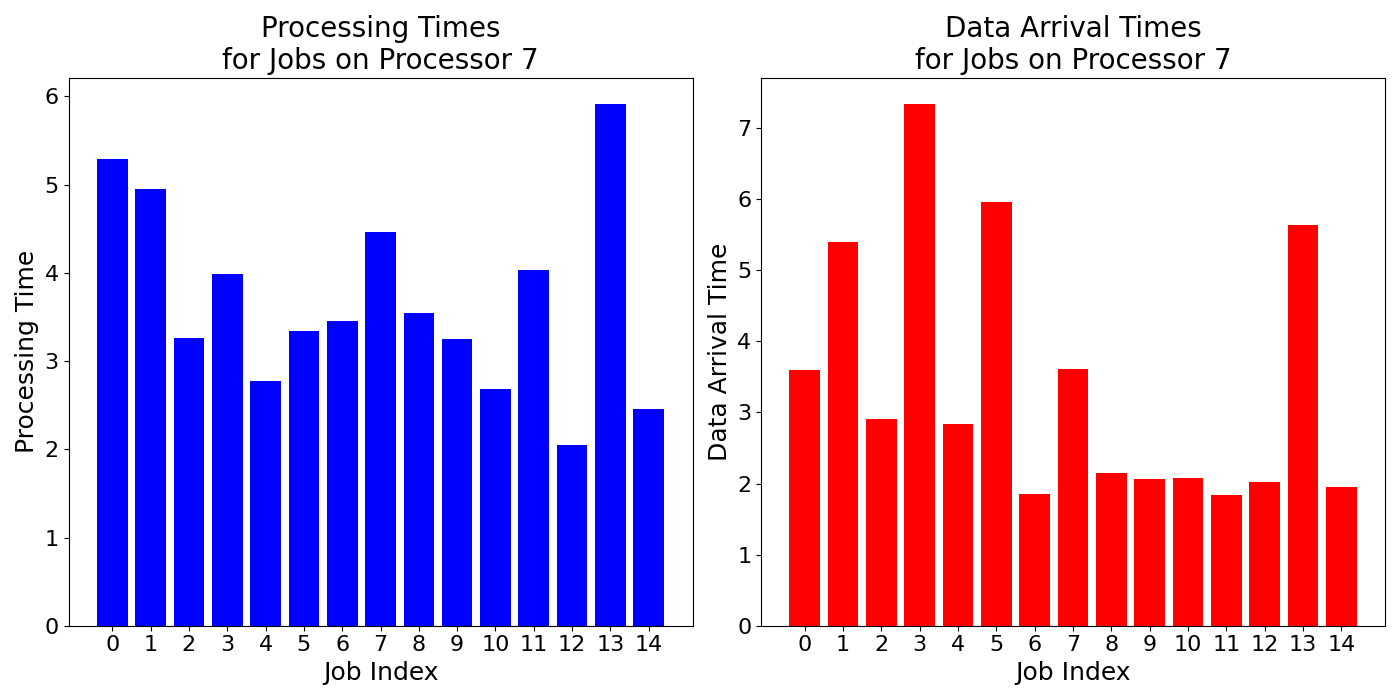 Processing Times
for Jobs on Processor 7
Processing Time
6
5
4
3
2
1
0
0 1 2 3 4 5 6 7 8 9 10 11 12 13 14
Job Index
Data Arrival Times
for Jobs on Processor 7
Data Arrival Time
7
6
5
4
3
2
1
0
0 1 2 3 4 5 6 7 8 9 10 11 12 13 14
Job Index